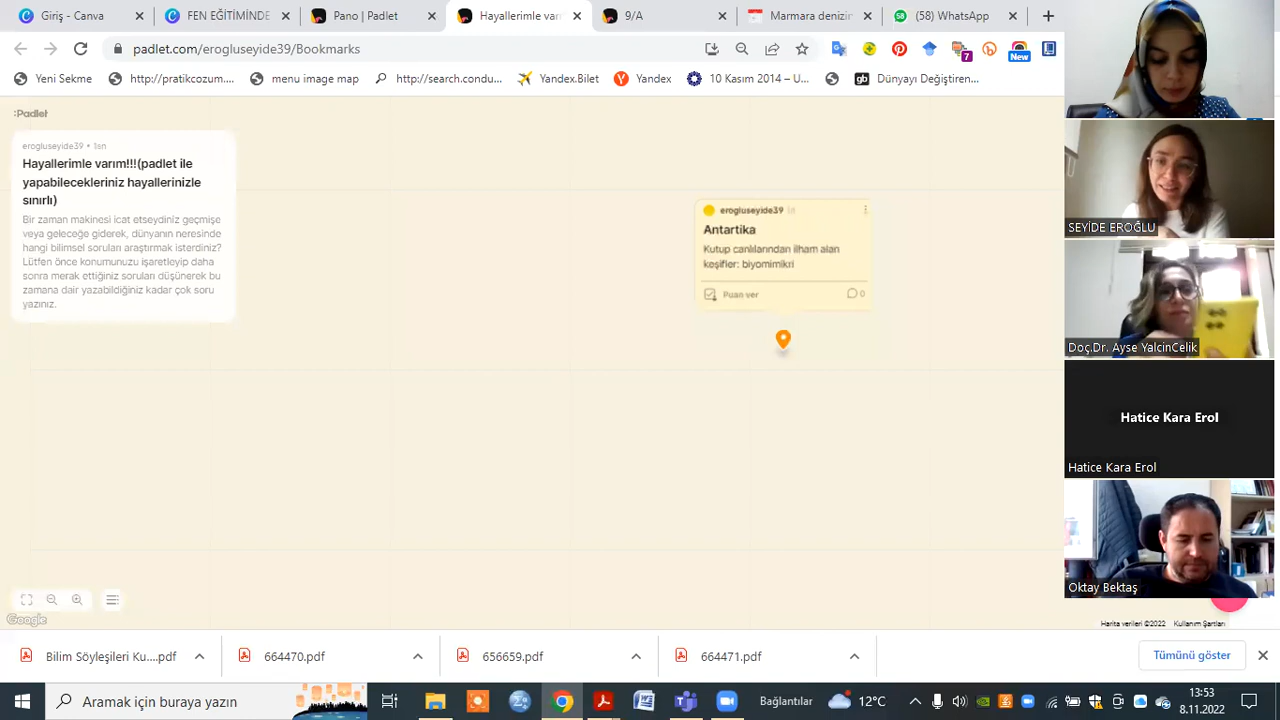 Giriş - Canva
FEN EĞİTİMİNDE
Pano | Padlet
Hayallerimle varı
9/A
Marmara denizin
(58) WhatsApp
padlet.com/erogluseyide39/Bookmarks
7
New
Yeni Sekme
http://pratikcozum....
menu image map
http://search.condu...
Yandex.Bilet
Yandex
10 Kasım 2014 – U...
Dünyayı Değiştiren...
:Padlet
erogluseyide39 • 1sn
Hayallerimle varım!!!(padlet ile
yapabilecekleriniz hayallerinizle
sınırlı)
Bir zaman makinesi icat etseydiniz geçmişe
veya geleceğe giderek, dünyanın neresinde
hangi bilimsel soruları araştırmak isterdiniz?
Lütfen önce konumunuzu işaretleyip daha
sonra merak ettiğiniz soruları düşünerek bu
zamana dair yazabildiğiniz kadar çok soru
yazınız.
erogluseyide39
Antartika
Kutup canlılarından ilham alan
keşifler: biyomimikri
Puan ver
0
SEYİDE EROĞLU
Doç.Dr. Ayse YalcinCelik
Hatice Kara Erol
Hatice Kara Erol
Oktay Bektaş
Google
Harita verileri ©2022 Kullanım Şartları
Bilim Söyleşileri Ku....pdf
664470.pdf
656659.pdf
664471.pdf
Tümünü göster
Aramak için buraya yazın
Bağlantılar
12°C
13:53
8.11.2022